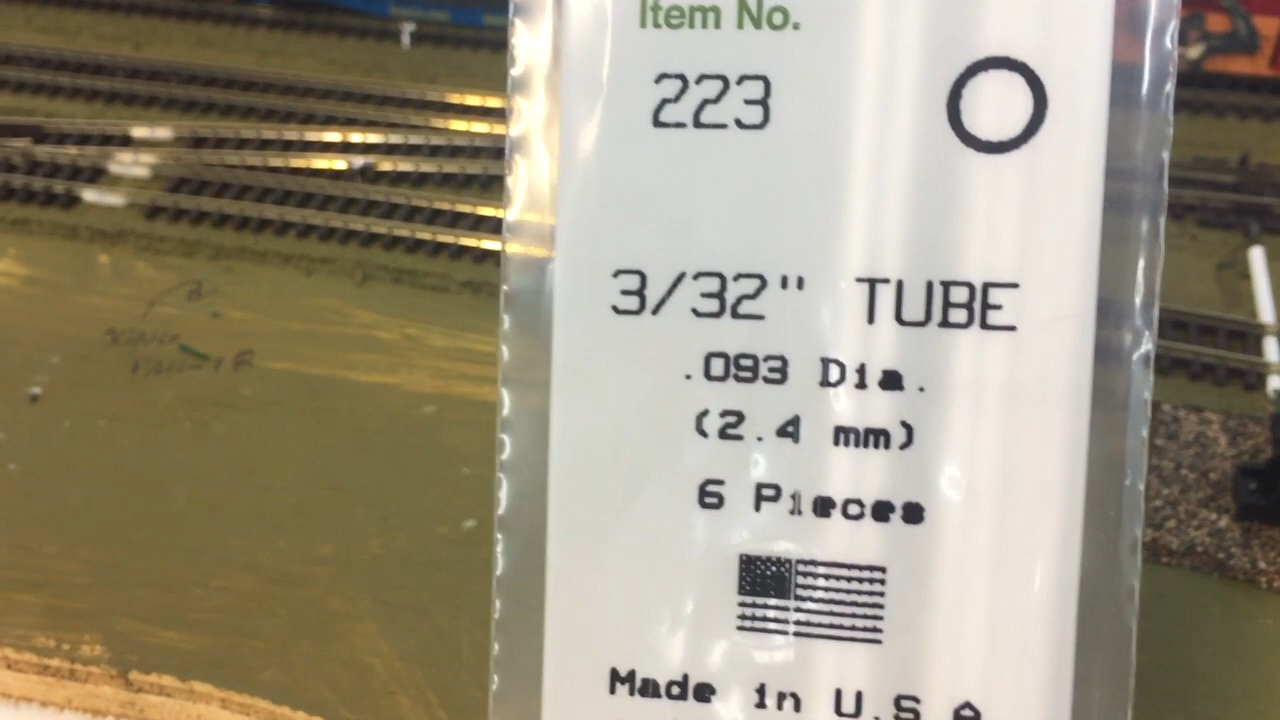 Item No.
223
3/32" TUBE
.093 Dia.
(2.4 mm)
6 Pieces
Made in U.S.A